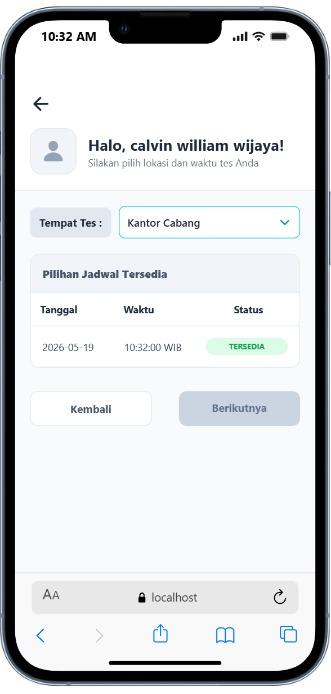 10:32 AM
Halo, calvin william wijaya!
Silakan pilih lokasi dan waktu tes Anda
Tempat Tes : Kantor Cabang
Pilihan Jadwal Tersedia
Tanggal Waktu Status
2026-05-19 10:32:00 WIB TERSEDIA
Kembali Berikutnya
AA localhost